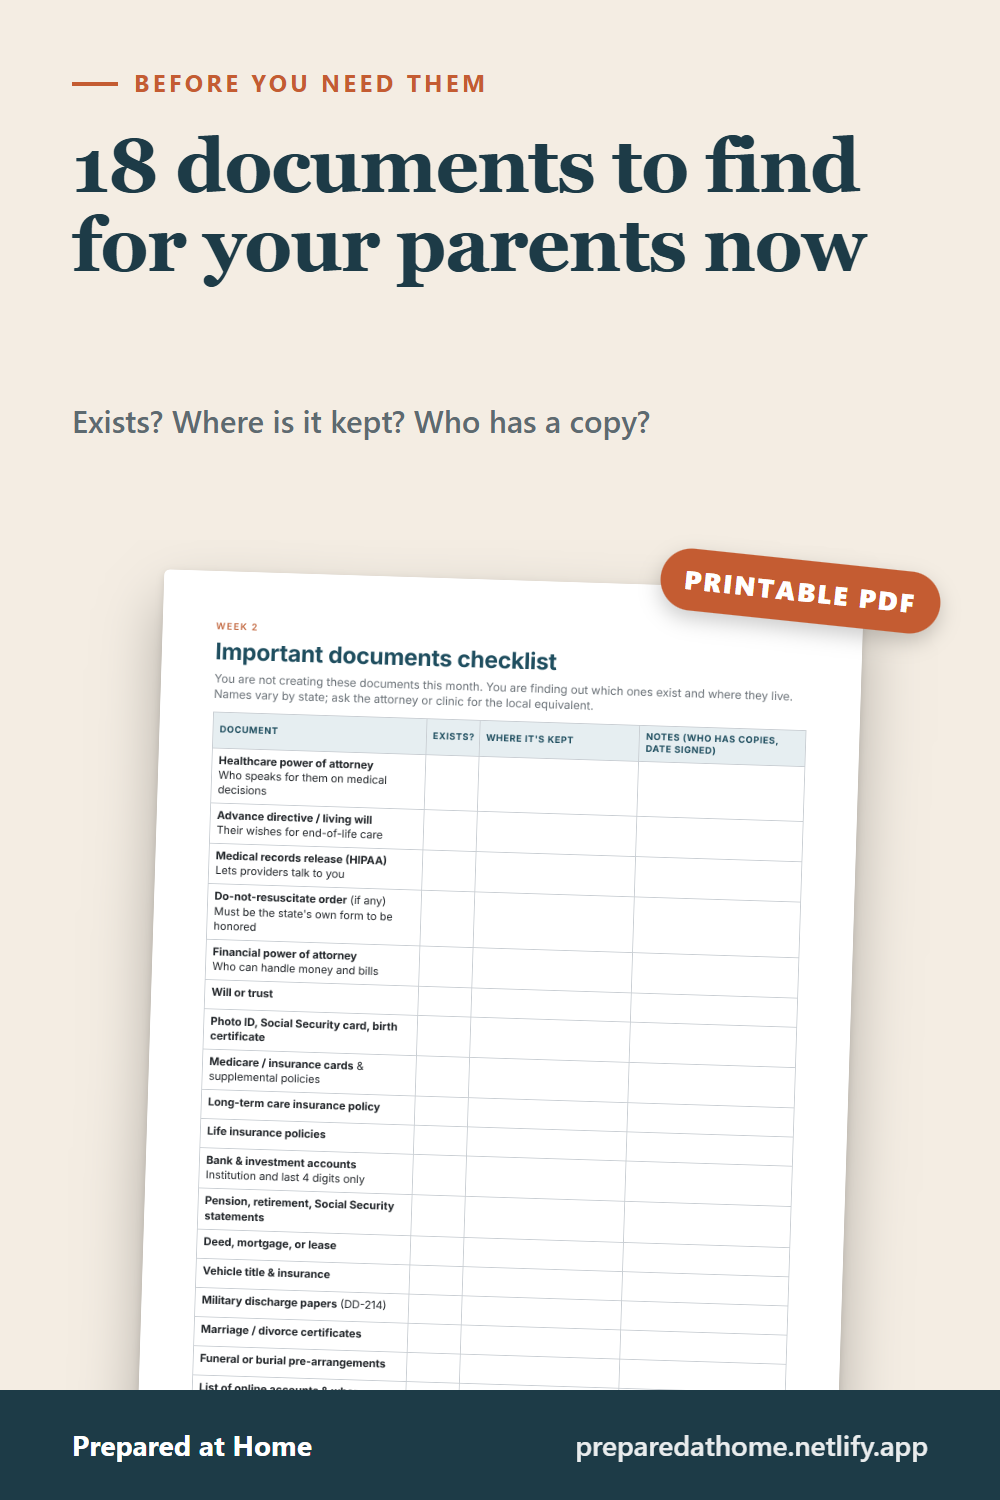 BEFORE YOU NEED THEM
18 documents to find
for your parents now
Exists? Where is it kept? Who has a copy?
PRINTABLE PDF
WEEK 2
Important documents checklist
You are not creating these documents this month. You are finding out which ones exist and where they live.
Names vary by state; ask the attorney or clinic for the local equivalent.
DOCUMENT EXISTS? WHERE IT'S KEPT NOTES (WHO HAS COPIES,
DATE SIGNED)
Healthcare power of attorney
Who speaks for them on medical
decisions
Advance directive / living will
Their wishes for end-of-life care
Medical records release (HIPAA)
Lets providers talk to you
Do-not-resuscitate order (if any)
Must be the state's own form to be
honored
Financial power of attorney
Who can handle money and bills
Will or trust
Photo ID, Social Security card, birth
certificate
Medicare / insurance cards &
supplemental policies
Long-term care insurance policy
Life insurance policies
Bank & investment accounts
Institution and last 4 digits only
Pension, retirement, Social Security
statements
Deed, mortgage, or lease
Vehicle title & insurance
Military discharge papers (DD-214)
Marriage / divorce certificates
Funeral or burial pre-arrangements
List of online accounts &
Prepared at Home
preparedathome.netlify.app